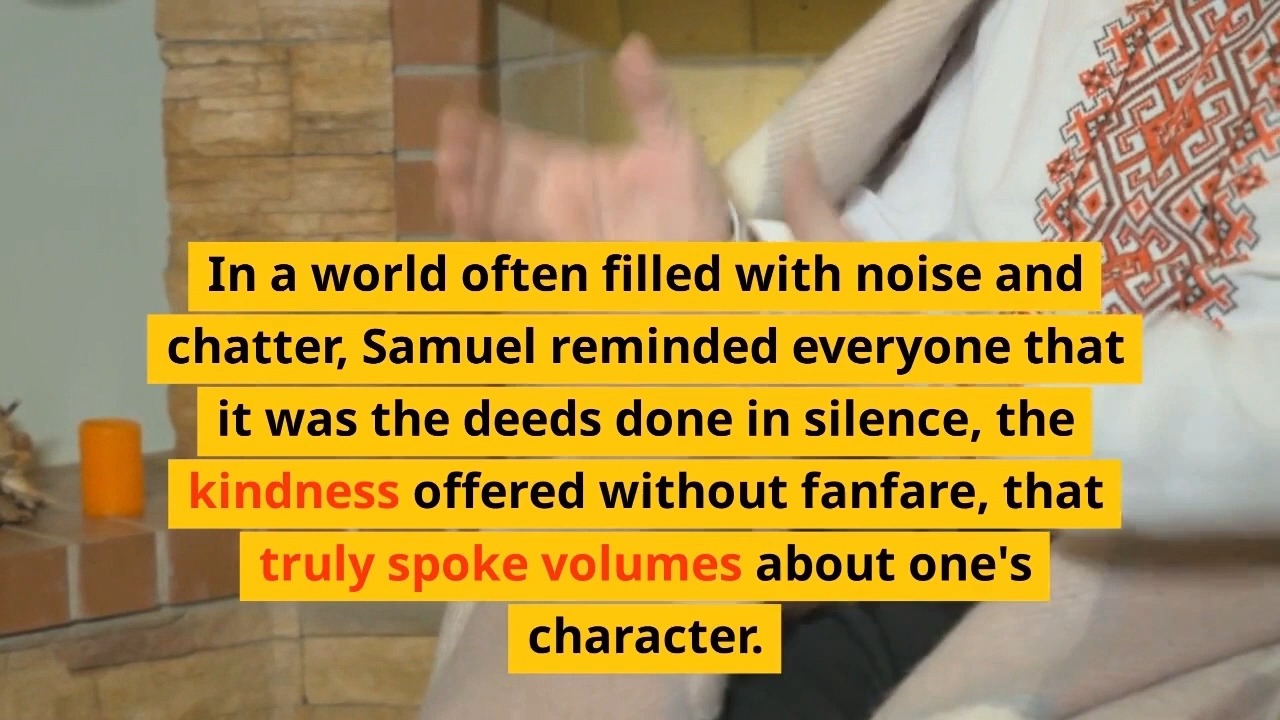 In a world often filled with noise and
chatter, Samuel reminded everyone that
it was the deeds done in silence, the
kindness offered without fanfare, that
truly spoke volumes about one's
character.